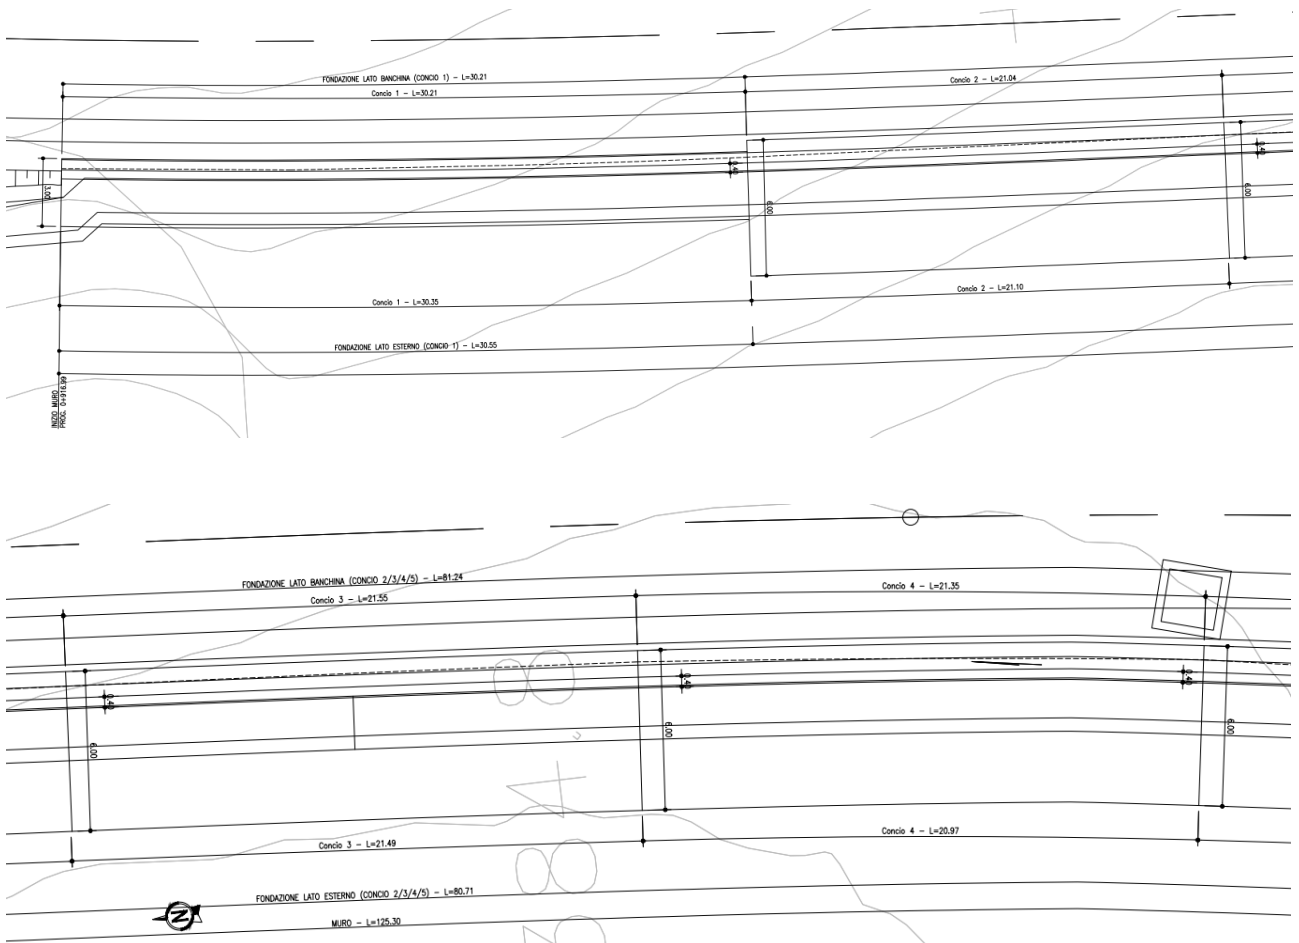 FONDAZIONE LATO BANCHINA (CONCIO 1) - L=30.21
Concio 1 - L=30.21
Concio 2 - L=21.04
0.40
0.40
3.00
6.00
6.00
Concio 1 - L=30.35
Concio 2 - L=21.10
FONDAZIONE LATO ESTERNO (CONCIO 1) - L=30.55
INIZIO MURO
PROG. 0+916.99
FONDAZIONE LATO BANCHINA (CONCIO 2/3/4/5) - L=81.24
Concio 3 - L=21.55
Concio 4 - L=21.35
0.40
0.40
0.40
6.00
6.00
6.00
Concio 3 - L=21.49
Concio 4 - L=20.97
FONDAZIONE LATO ESTERNO (CONCIO 2/3/4/5) - L=80.71
N
MURO - L=125.30